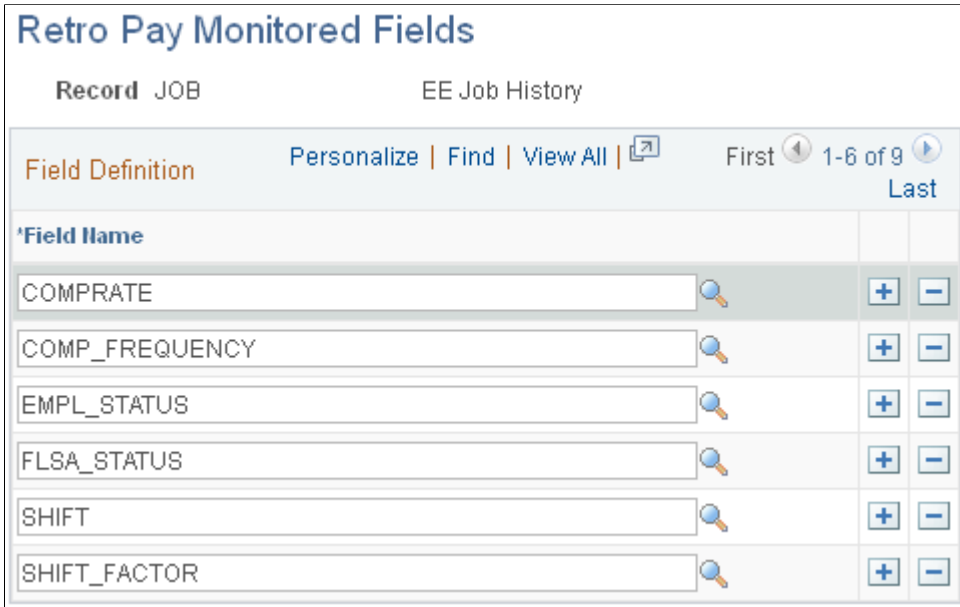 Retro Pay Monitored Fields
Record JOB EE Job History
Field Definition Personalize | Find | View All | First 1-6 of 9 Last
*Field Name
COMPRATE
COMP_FREQUENCY
EMPL_STATUS
FLSA_STATUS
SHIFT
SHIFT_FACTOR